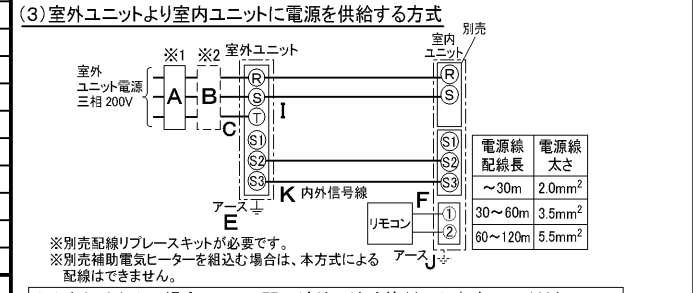 (3)室外ユニットより室内ユニットに電源を供給する方式
別売
※1 ※2 室外ユニット 室内ユニット
室外
ユニット電源
三相 200V
A B C
R S T S1 S2 S3
I
R S S1 S2 S3
K 内外信号線
アース
E
F
リモコン ① ②
アース J
電源線配線長 電源線太さ
～30m 2.0mm²
30～60m 3.5mm²
60～120m 5.5mm²
※別売配線リプレースキットが必要です。
※別売補助電気ヒーターを組込む場合は、本方式による
配線はできません。